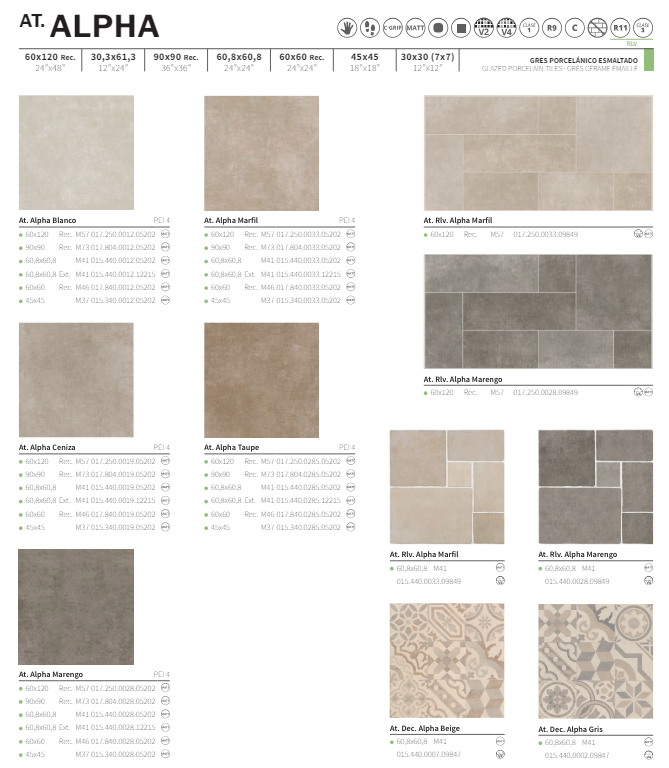 AT. ALPHA
C·GRIP MATT V2 V4 CLASE 1 R9 C R11 CLASE 3
RLV
60x120 Rec. 30,3x61,3 90x90 Rec. 60,8x60,8 60x60 Rec. 45x45 30x30 (7x7)
24"x48" 12"x24" 36"x36" 24"x24" 24"x24" 18"x18" 12"x12"
GRES PORCELÁNICO ESMALTADO
GLAZED PORCELAIN TILES · GRÈS CÉRAME ÉMAILLÉ
At. Alpha Blanco PEI 4
60x120 Rec. M57 017.250.0012.05202
90x90 Rec. M73 017.804.0012.05202
60,8x60,8 M41 015.440.0012.05202
60,8x60,8 Ext. M41 015.440.0012.12215
60x60 Rec. M46 017.840.0012.05202
45x45 M37 015.340.0012.05202
At. Alpha Marfil PEI 4
60x120 Rec. M57 017.250.0033.05202
90x90 Rec. M73 017.804.0033.05202
60,8x60,8 M41 015.440.0033.05202
60,8x60,8 Ext. M41 015.440.0033.12215
60x60 Rec. M46 017.840.0033.05202
45x45 M37 015.340.0033.05202
At. Rlv. Alpha Marfil
60x120 Rec. M57 017.250.0033.09849
At. Rlv. Alpha Marengo
60x120 Rec. M57 017.250.0028.09849
At. Alpha Ceniza PEI 4
60x120 Rec. M57 017.250.0019.05202
90x90 Rec. M73 017.804.0019.05202
60,8x60,8 M41 015.440.0019.05202
60,8x60,8 Ext. M41 015.440.0019.12215
60x60 Rec. M46 017.840.0019.05202
45x45 M37 015.340.0019.05202
At. Alpha Taupe PEI 4
60x120 Rec. M57 017.250.0285.05202
90x90 Rec. M73 017.804.0285.05202
60,8x60,8 M41 015.440.0285.05202
60,8x60,8 Ext. M41 015.440.0285.12215
60x60 Rec. M46 017.840.0285.05202
45x45 M37 015.340.0285.05202
At. Rlv. Alpha Marfil
60,8x60,8 M41
015.440.0033.09849
At. Rlv. Alpha Marengo
60,8x60,8 M41
015.440.0028.09849
At. Alpha Marengo PEI 4
60x120 Rec. M57 017.250.0028.05202
90x90 Rec. M73 017.804.0028.05202
60,8x60,8 M41 015.440.0028.05202
60,8x60,8 Ext. M41 015.440.0028.12215
60x60 Rec. M46 017.840.0028.05202
45x45 M37 015.340.0028.05202
At. Dec. Alpha Beige
60,8x60,8 M41
015.440.0007.09847
At. Dec. Alpha Gris
60,8x60,8 M41
015.440.0002.09847